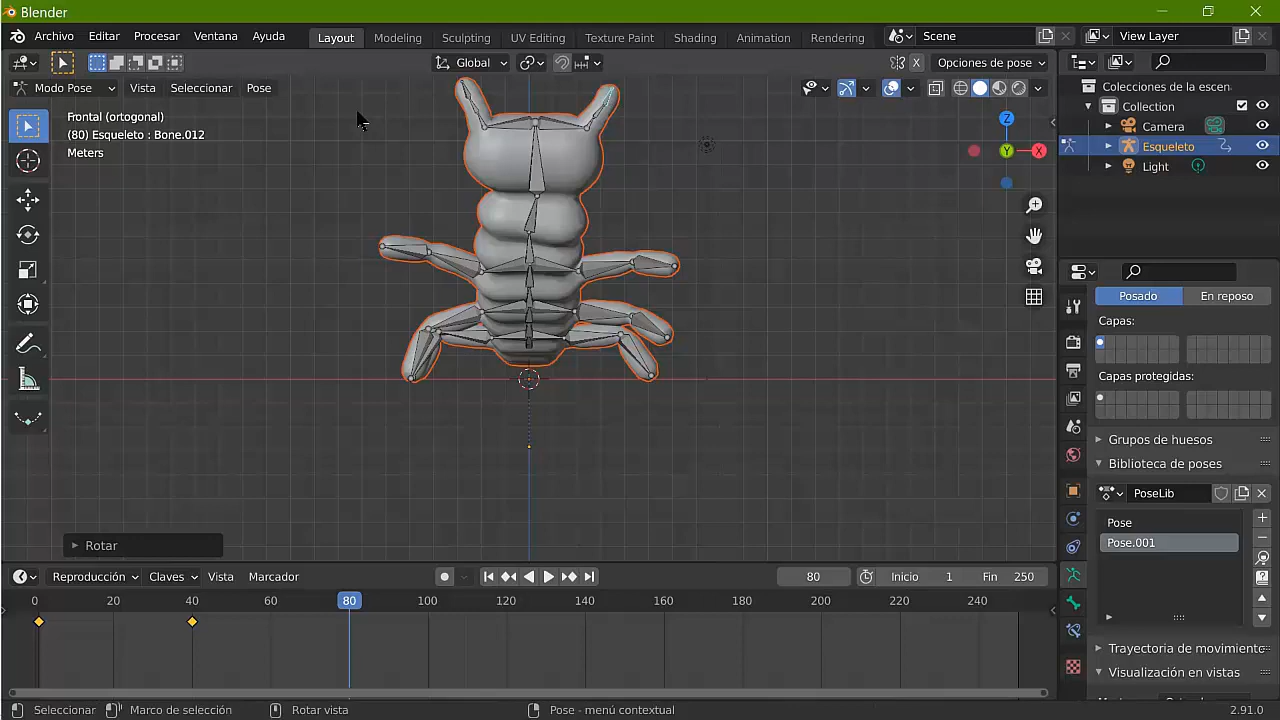 Blender
Archivo Editar Procesar Ventana Ayuda Layout Modeling Sculpting UV Editing Texture Paint Shading Animation Rendering Scene View Layer
Global X Opciones de pose
Modo Pose Vista Seleccionar Pose
Frontal (ortogonal)
(80) Esqueleto : Bone.012
Meters
Z
Y
X
Colecciones de la escen
Collection
Camera
Esqueleto
Light
Posado En reposo
Capas:
Capas protegidas:
Grupos de huesos
Biblioteca de poses
PoseLib
Pose
Pose.001
Trayectoria de movimiento
Visualización en vistas
Rotar
Reproducción Claves Vista Marcador 80 Inicio 1 Fin 250
0 20 40 60 80 100 120 140 160 180 200 220 240
Seleccionar Marco de selección Rotar vista Pose - menú contextual 2.91.0